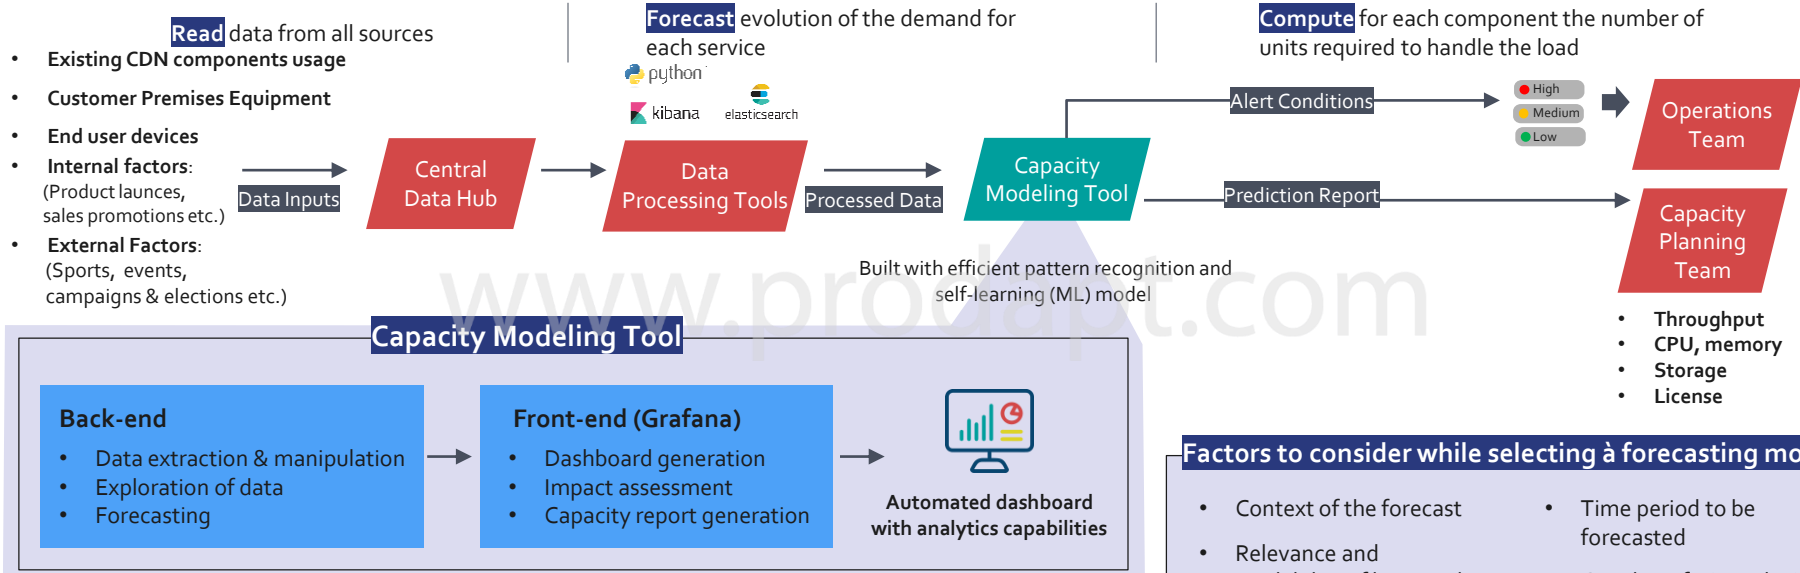 Read data from all sources
• Existing CDN components usage
• Customer Premises Equipment
• End user devices
• Internal factors:
(Product launces,
sales promotions etc.)
• External Factors:
(Sports, events,
campaigns & elections etc.)
Data Inputs
Central
Data Hub
Forecast evolution of the demand for
each service
python
kibana
elasticsearch
Data
Processing Tools
Processed Data
Capacity
Modeling Tool
Built with efficient pattern recognition and
self-learning (ML) model
Compute for each component the number of
units required to handle the load
Alert Conditions
High
Medium
Low
Operations
Team
Prediction Report
Capacity
Planning
Team
• Throughput
• CPU, memory
• Storage
• License
www.prodapt.com
Capacity Modeling Tool
Back-end
• Data extraction & manipulation
• Exploration of data
• Forecasting
Front-end (Grafana)
• Dashboard generation
• Impact assessment
• Capacity report generation
Automated dashboard
with analytics capabilities
Factors to consider while selecting à forecasting mo
• Context of the forecast
• Relevance and
• Time period to be
forecasted